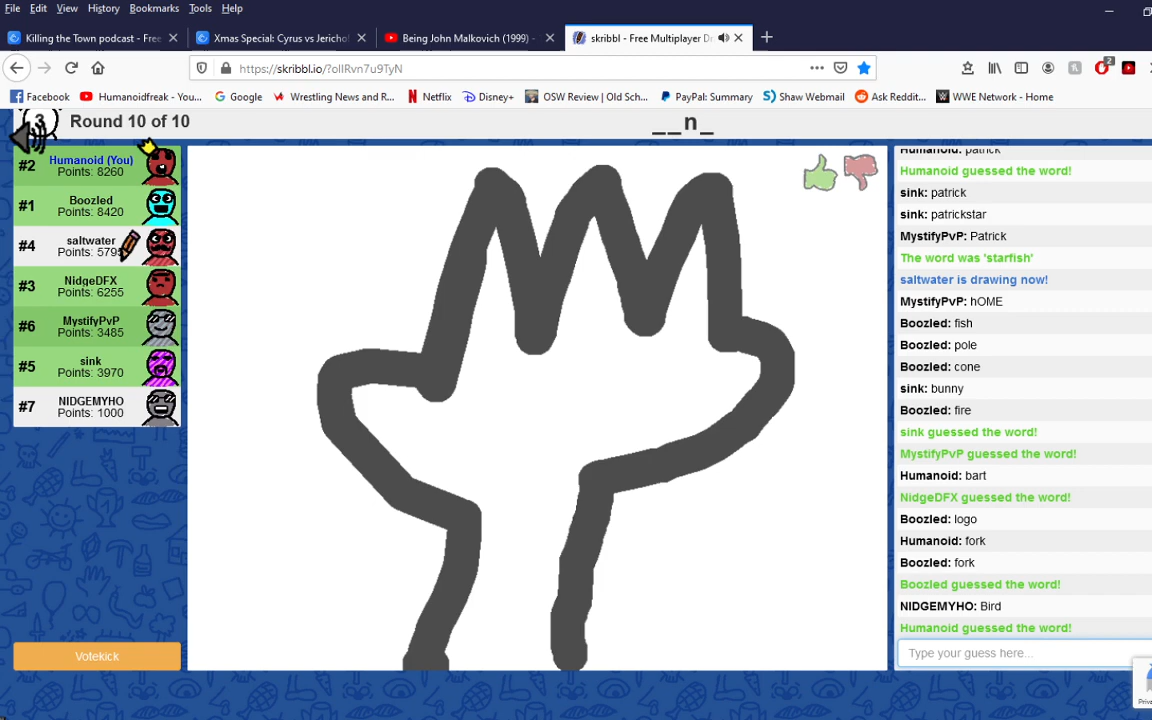 File Edit View History Bookmarks Tools Help
Killing the Town podcast - Free
Xmas Special: Cyrus vs Jericho
Being John Malkovich (1999) -
skribbl - Free Multiplayer Dr
https://skribbl.io/?olIRvn7u9TyN
2
Facebook Humanoidfreak - You... Google Wrestling News and R... Netflix Disney+ OSW Review | Old Sch... PayPal: Summary Shaw Webmail Ask Reddit... WWE Network - Home
3 Round 10 of 10
__n_
#2 Humanoid (You)
Points: 8260
#1 Boozled
Points: 8420
#4 saltwater
Points: 5795
#3 NidgeDFX
Points: 6255
#6 MystifyPvP
Points: 3485
#5 sink
Points: 3970
#7 NIDGEMYHO
Points: 1000
Votekick
Humanoid: patrick
Humanoid guessed the word!
sink: patrick
sink: patrickstar
MystifyPvP: Patrick
The word was 'starfish'
saltwater is drawing now!
MystifyPvP: hOME
Boozled: fish
Boozled: pole
Boozled: cone
sink: bunny
Boozled: fire
sink guessed the word!
MystifyPvP guessed the word!
Humanoid: bart
NidgeDFX guessed the word!
Boozled: logo
Humanoid: fork
Boozled: fork
Boozled guessed the word!
NIDGEMYHO: Bird
Humanoid guessed the word!
Type your guess here...